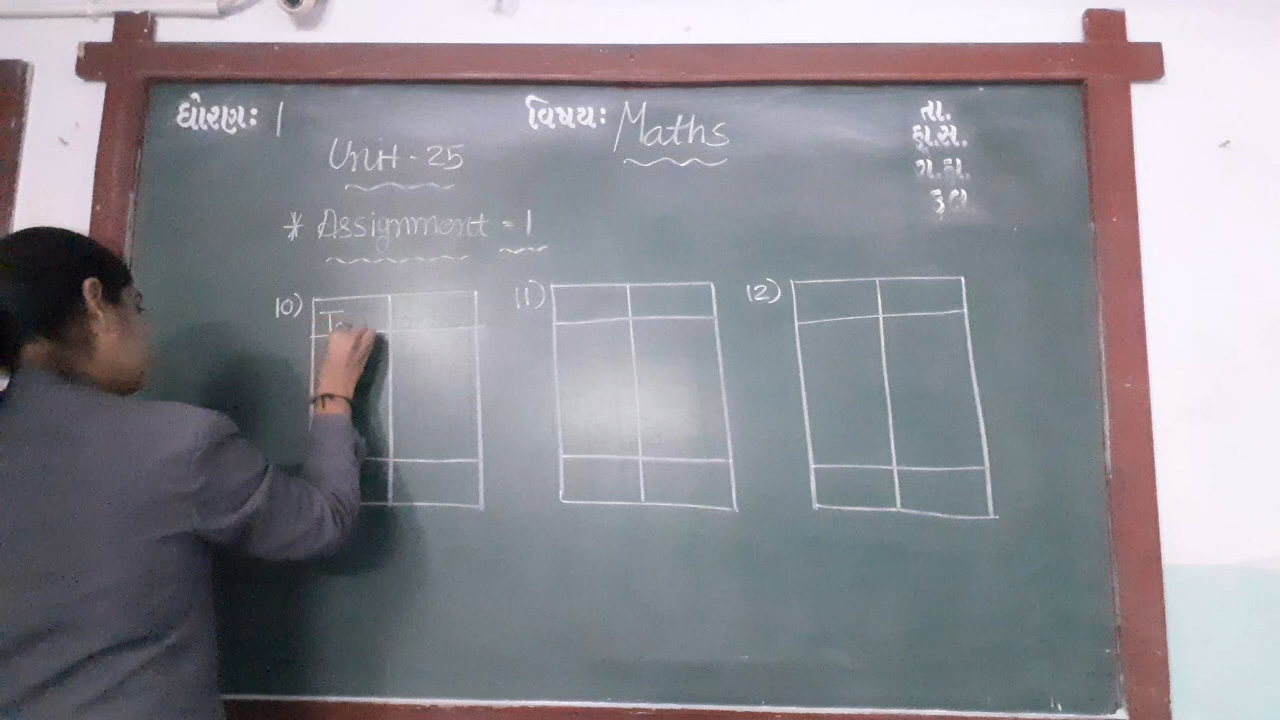 ધોરણ: 1
વિષય: Maths
તા.
હા.સ.
ગ.હા.
કુલ
Unit - 25
* Assignment = 1
10)
11)
12)
T